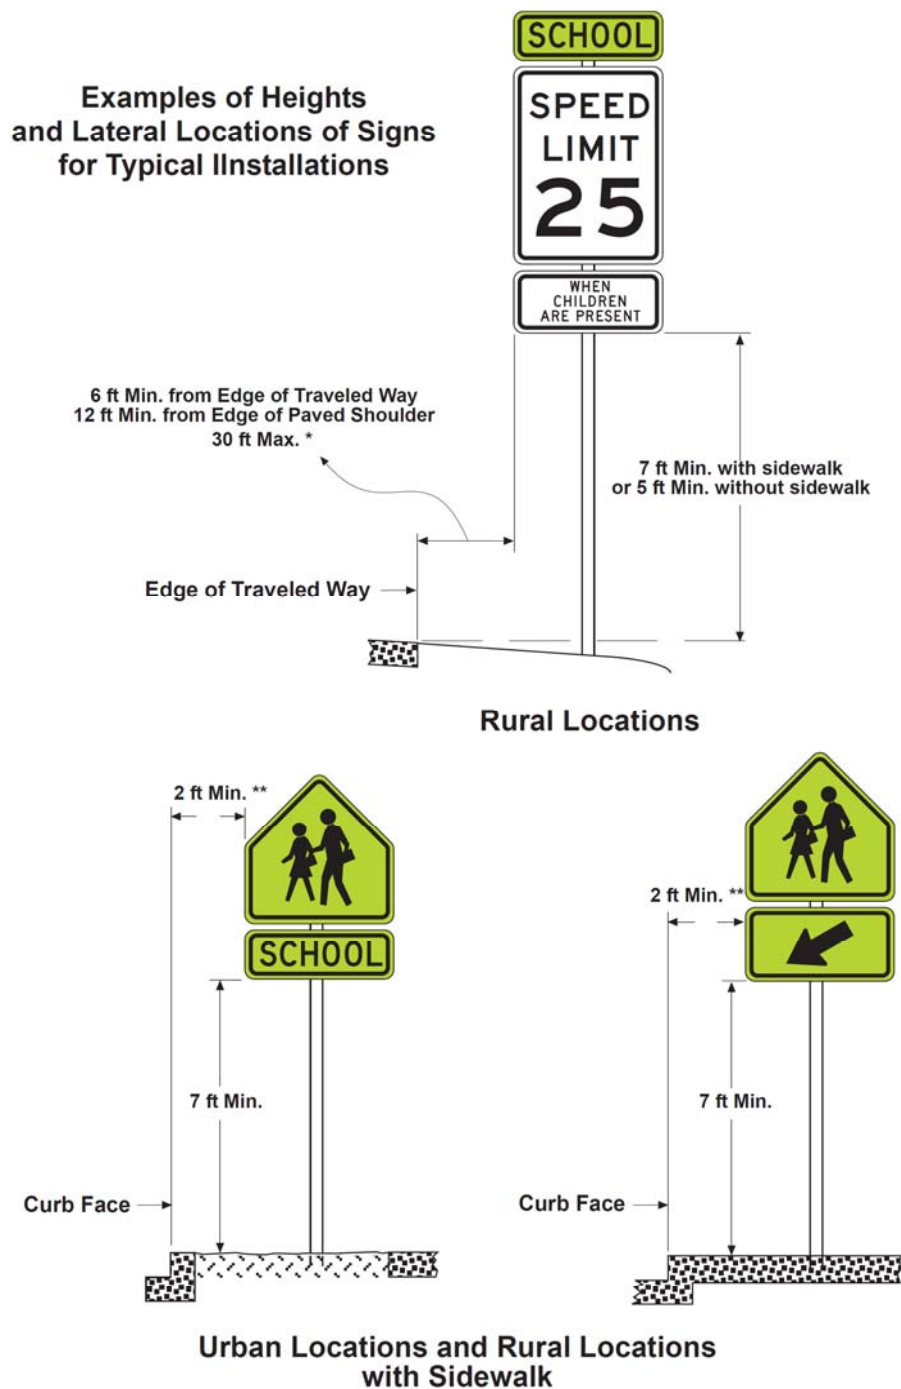 SCHOOL
Examples of Heights
and Lateral Locations of Signs
for Typical IInstallations
SPEED
LIMIT
25
WHEN
CHILDREN
ARE PRESENT
6 ft Min. from Edge of Traveled Way
12 ft Min. from Edge of Paved Shoulder
30 ft Max. *
7 ft Min. with sidewalk
or 5 ft Min. without sidewalk
Edge of Traveled Way
Rural Locations
2 ft Min. **
SCHOOL
7 ft Min.
Curb Face
2 ft Min. **
7 ft Min.
Curb Face
Urban Locations and Rural Locations
with Sidewalk